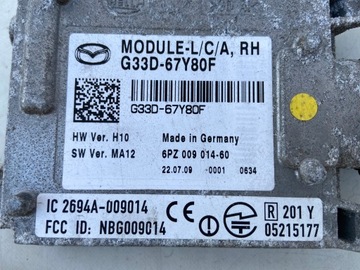 MODULE-L/C/A, RH
G33D-67Y80F
G33D-67Y80F
HW Ver. H10 Made in Germany
SW Ver. MA12 6PZ 009 014-60
22.07.09 -0001 0634
IC 2694A-009014
FCC ID: NBG009014
CE
R 201 Y
05215177